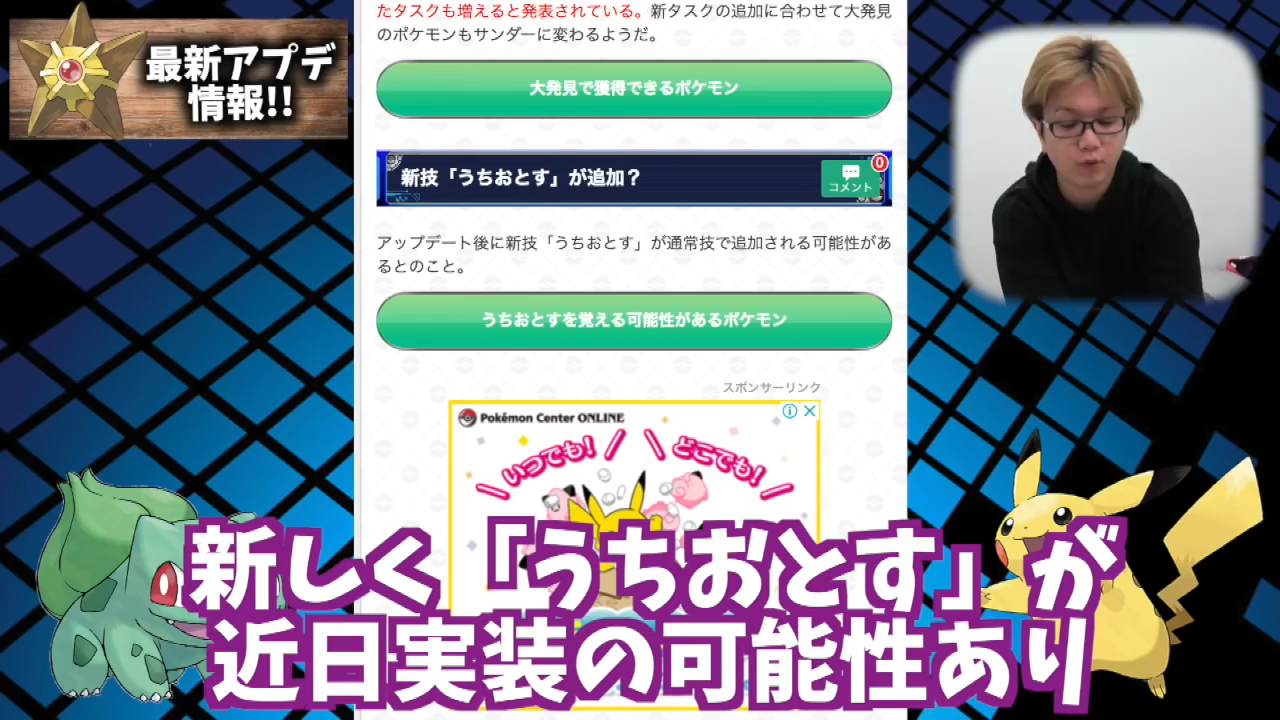 最新アプデ
情報!!
たタスクも増えると発表されている。新タスクの追加に合わせて大発見
のポケモンもサンダーに変わるようだ。
大発見で獲得できるポケモン
新技「うちおとす」が追加？
0
コメント
アップデート後に新技「うちおとす」が通常技で追加される可能性があ
るとのこと。
うちおとすを覚える可能性があるポケモン
スポンサーリンク
Pokémon Center ONLINE
いつでも!
どこでも!
新しく「うちおとす」が
近日実装の可能性あり